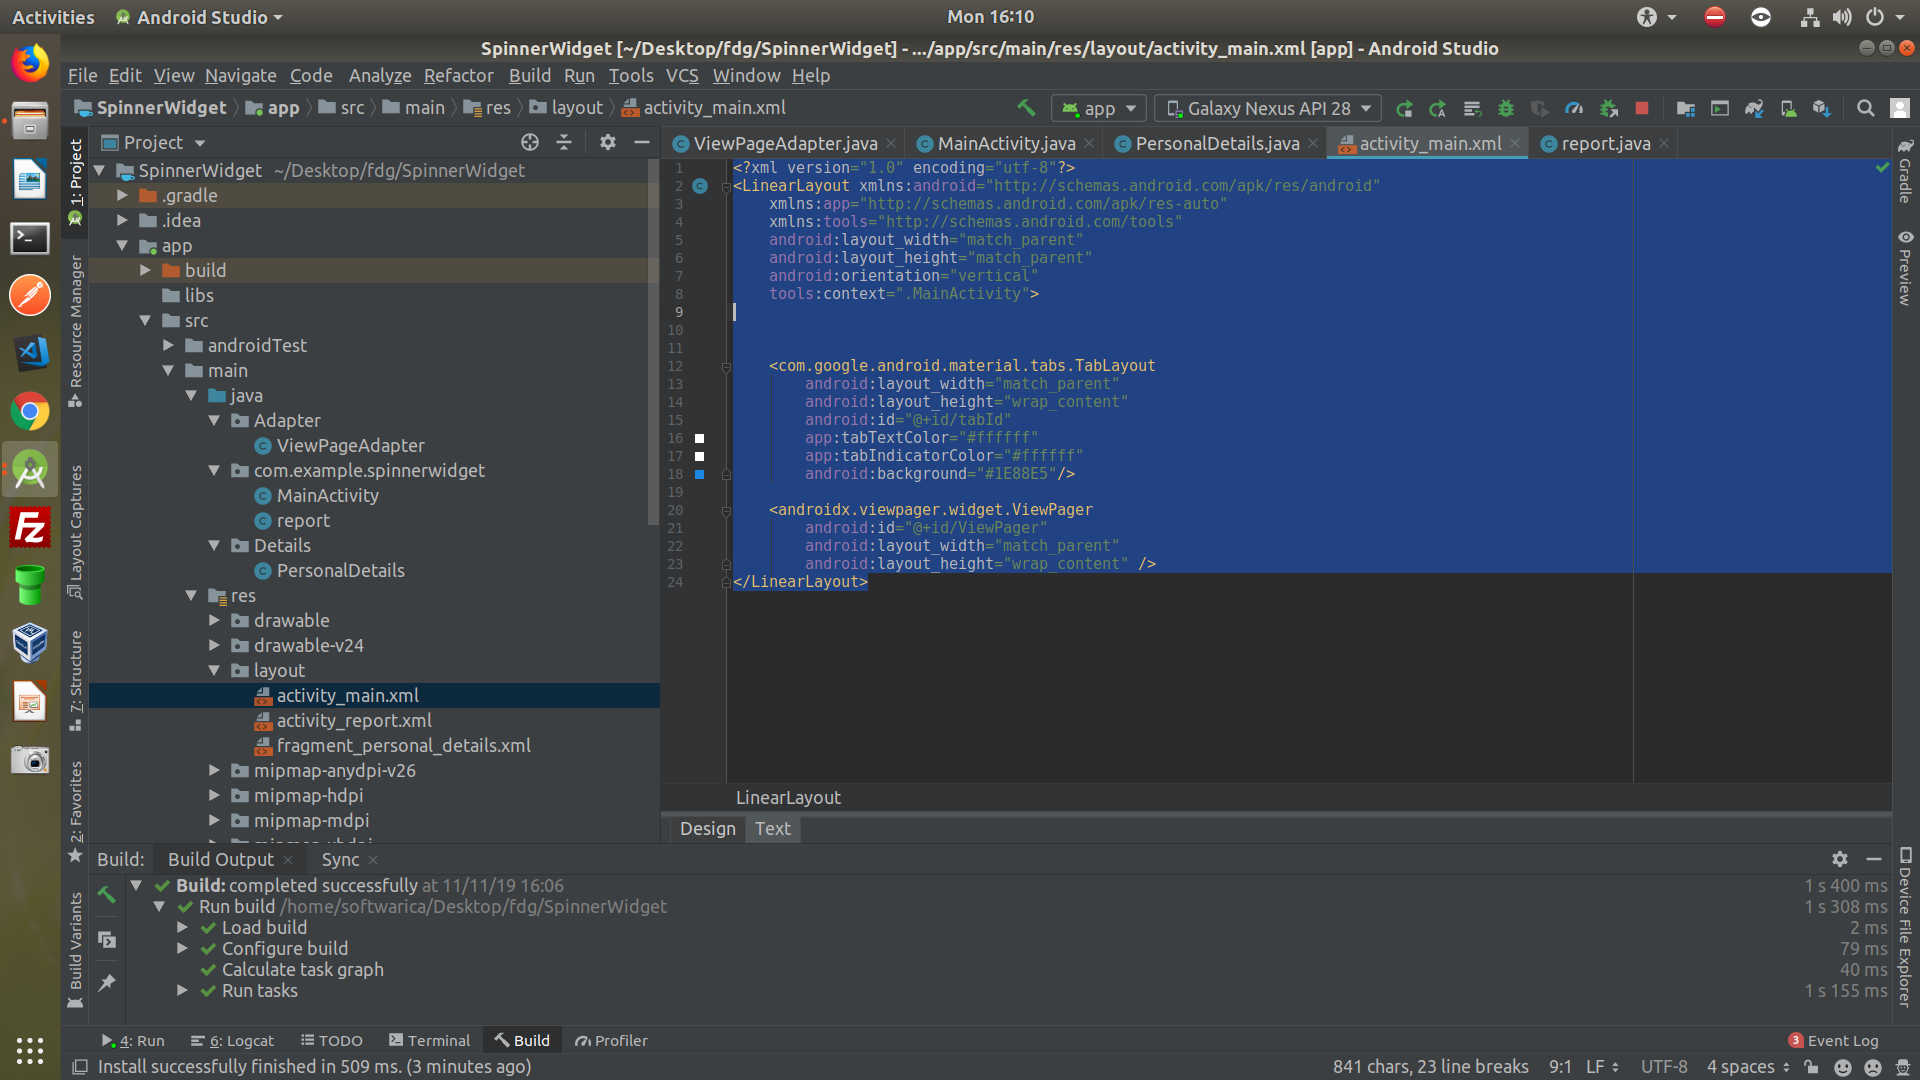 Activities
Android Studio
Mon 16:10
SpinnerWidget [~/Desktop/fdg/SpinnerWidget] - .../app/src/main/res/layout/activity_main.xml [app] - Android Studio
File Edit View Navigate Code Analyze Refactor Build Run Tools VCS Window Help
SpinnerWidget app src main res layout activity_main.xml
app
Galaxy Nexus API 28
Project
ViewPageAdapter.java
MainActivity.java
PersonalDetails.java
activity_main.xml
report.java
1: Project
Resource Manager
Layout Captures
7: Structure
2: Favorites
Build Variants
SpinnerWidget ~/Desktop/fdg/SpinnerWidget
.gradle
.idea
app
build
libs
src
androidTest
main
java
Adapter
ViewPageAdapter
com.example.spinnerwidget
MainActivity
report
Details
PersonalDetails
res
drawable
drawable-v24
layout
activity_main.xml
activity_report.xml
fragment_personal_details.xml
mipmap-anydpi-v26
mipmap-hdpi
mipmap-mdpi
1 <?xml version="1.0" encoding="utf-8"?>
2 <LinearLayout xmlns:android="http://schemas.android.com/apk/res/android"
3 xmlns:app="http://schemas.android.com/apk/res-auto"
4 xmlns:tools="http://schemas.android.com/tools"
5 android:layout_width="match_parent"
6 android:layout_height="match_parent"
7 android:orientation="vertical"
8 tools:context=".MainActivity">
9
10
11
12 <com.google.android.material.tabs.TabLayout
13 android:layout_width="match_parent"
14 android:layout_height="wrap_content"
15 android:id="@+id/tabId"
16 app:tabTextColor="#ffffff"
17 app:tabIndicatorColor="#ffffff"
18 android:background="#1E88E5"/>
19
20 <androidx.viewpager.widget.ViewPager
21 android:id="@+id/ViewPager"
22 android:layout_width="match_parent"
23 android:layout_height="wrap_content" />
24 </LinearLayout>
LinearLayout
Design Text
Gradle
Preview
Device File Explorer
Build: Build Output Sync
Build: completed successfully at 11/11/19 16:06 1 s 400 ms
Run build /home/softwarica/Desktop/fdg/SpinnerWidget 1 s 308 ms
Load build 2 ms
Configure build 79 ms
Calculate task graph 40 ms
Run tasks 1 s 155 ms
4: Run 6: Logcat TODO Terminal Build Profiler
3 Event Log
Install successfully finished in 509 ms. (3 minutes ago)
841 chars, 23 line breaks 9:1 LF UTF-8 4 spaces